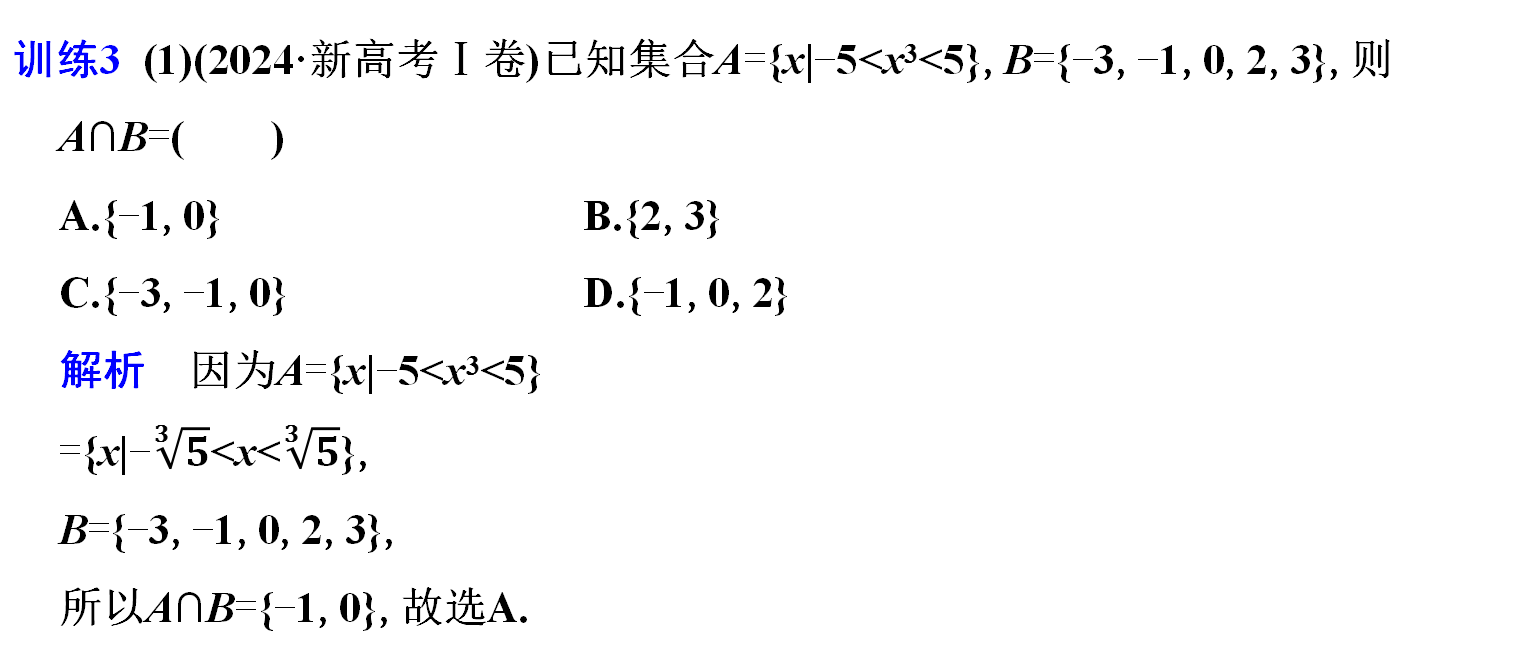 训练3 (1)(2024·新高考Ⅰ卷)已知集合A={x|-5<x³<5}, B={-3, -1, 0, 2, 3}, 则
A∩B=(  )
A.{-1, 0} B.{2, 3}
C.{-3, -1, 0} D.{-1, 0, 2}
解析 因为A={x|-5<x³<5}
={x|-∛5<x<∛5},
B={-3, -1, 0, 2, 3},
所以A∩B={-1, 0}, 故选A.